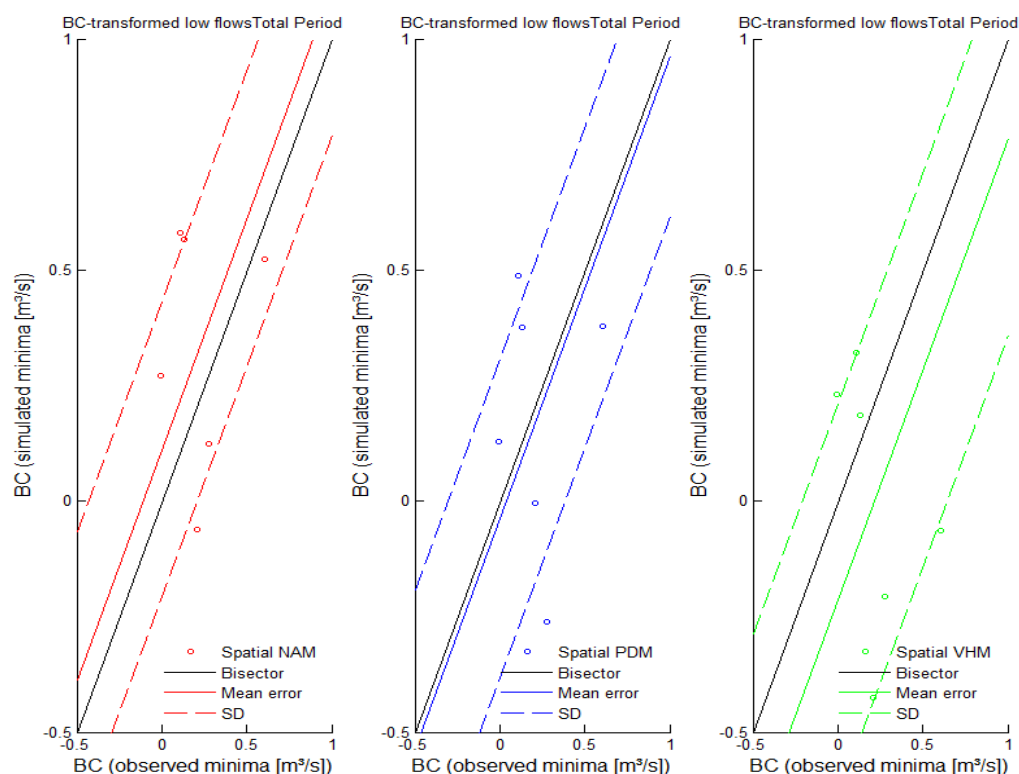 BC-transformed low flowsTotal Period
1
0.5
0
-0.5
-0.5
0
0.5
1
BC (simulated minima [m³/s])
BC (observed minima [m³/s])
Spatial NAM
Bisector
Mean error
SD
BC-transformed low flowsTotal Period
1
0.5
0
-0.5
-0.5
0
0.5
1
BC (simulated minima [m³/s])
BC (observed minima [m³/s])
Spatial PDM
Bisector
Mean error
SD
BC-transformed low flowsTotal Period
1
0.5
0
-0.5
-0.5
0
0.5
1
BC (simulated minima [m³/s])
BC (observed minima [m³/s])
Spatial VHM
Bisector
Mean error
SD